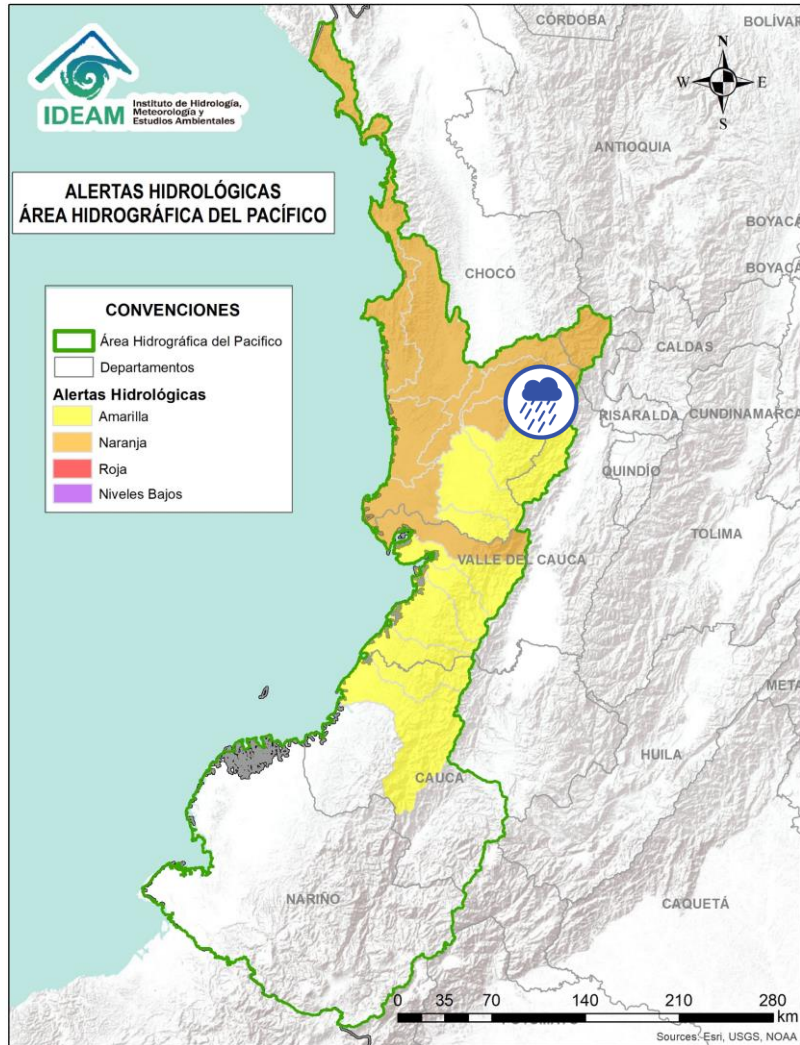 CÓRDOBA
BOLÍVAR
N
W
E
S
IDEAM
Instituto de Hidrología,
Meteorología y
Estudios Ambientales
ANTIOQUIA
ALERTAS HIDROLÓGICAS
ÁREA HIDROGRÁFICA DEL PACÍFICO
BOYACÁ
BOYACÁ
CHOCÓ
CONVENCIONES
Área Hidrográfica del Pacifico
Departamentos
Alertas Hidrológicas
Amarilla
Naranja
Roja
Niveles Bajos
CALDAS
RISARALDA
CUNDINAMARCA
QUINDÍO
TOLIMA
VALLE DEL CAUCA
META
HUILA
CAUCA
NARIÑO
CAQUETÁ
0 35 70 140 210 280
km
Sources: Esri, USGS, NOAA